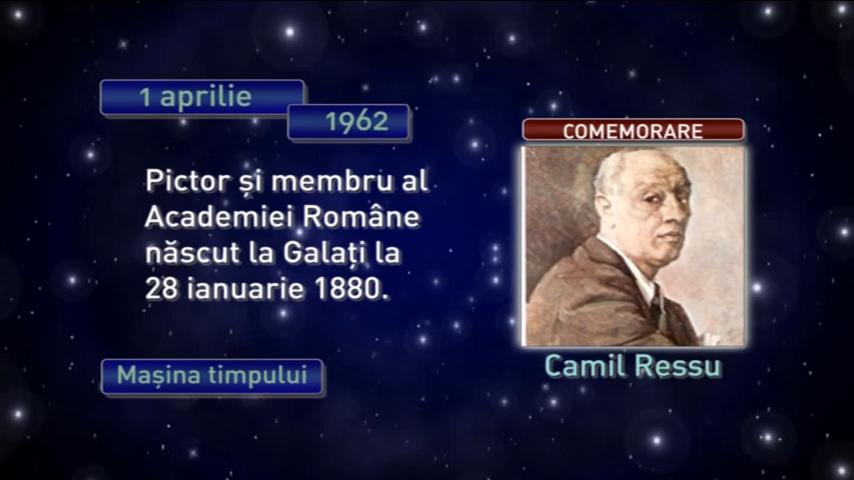 1 aprilie
1962
Pictor și membru al
Academiei Române
născut la Galați la
28 ianuarie 1880.
Mașina timpului
COMEMORARE
Camil Ressu